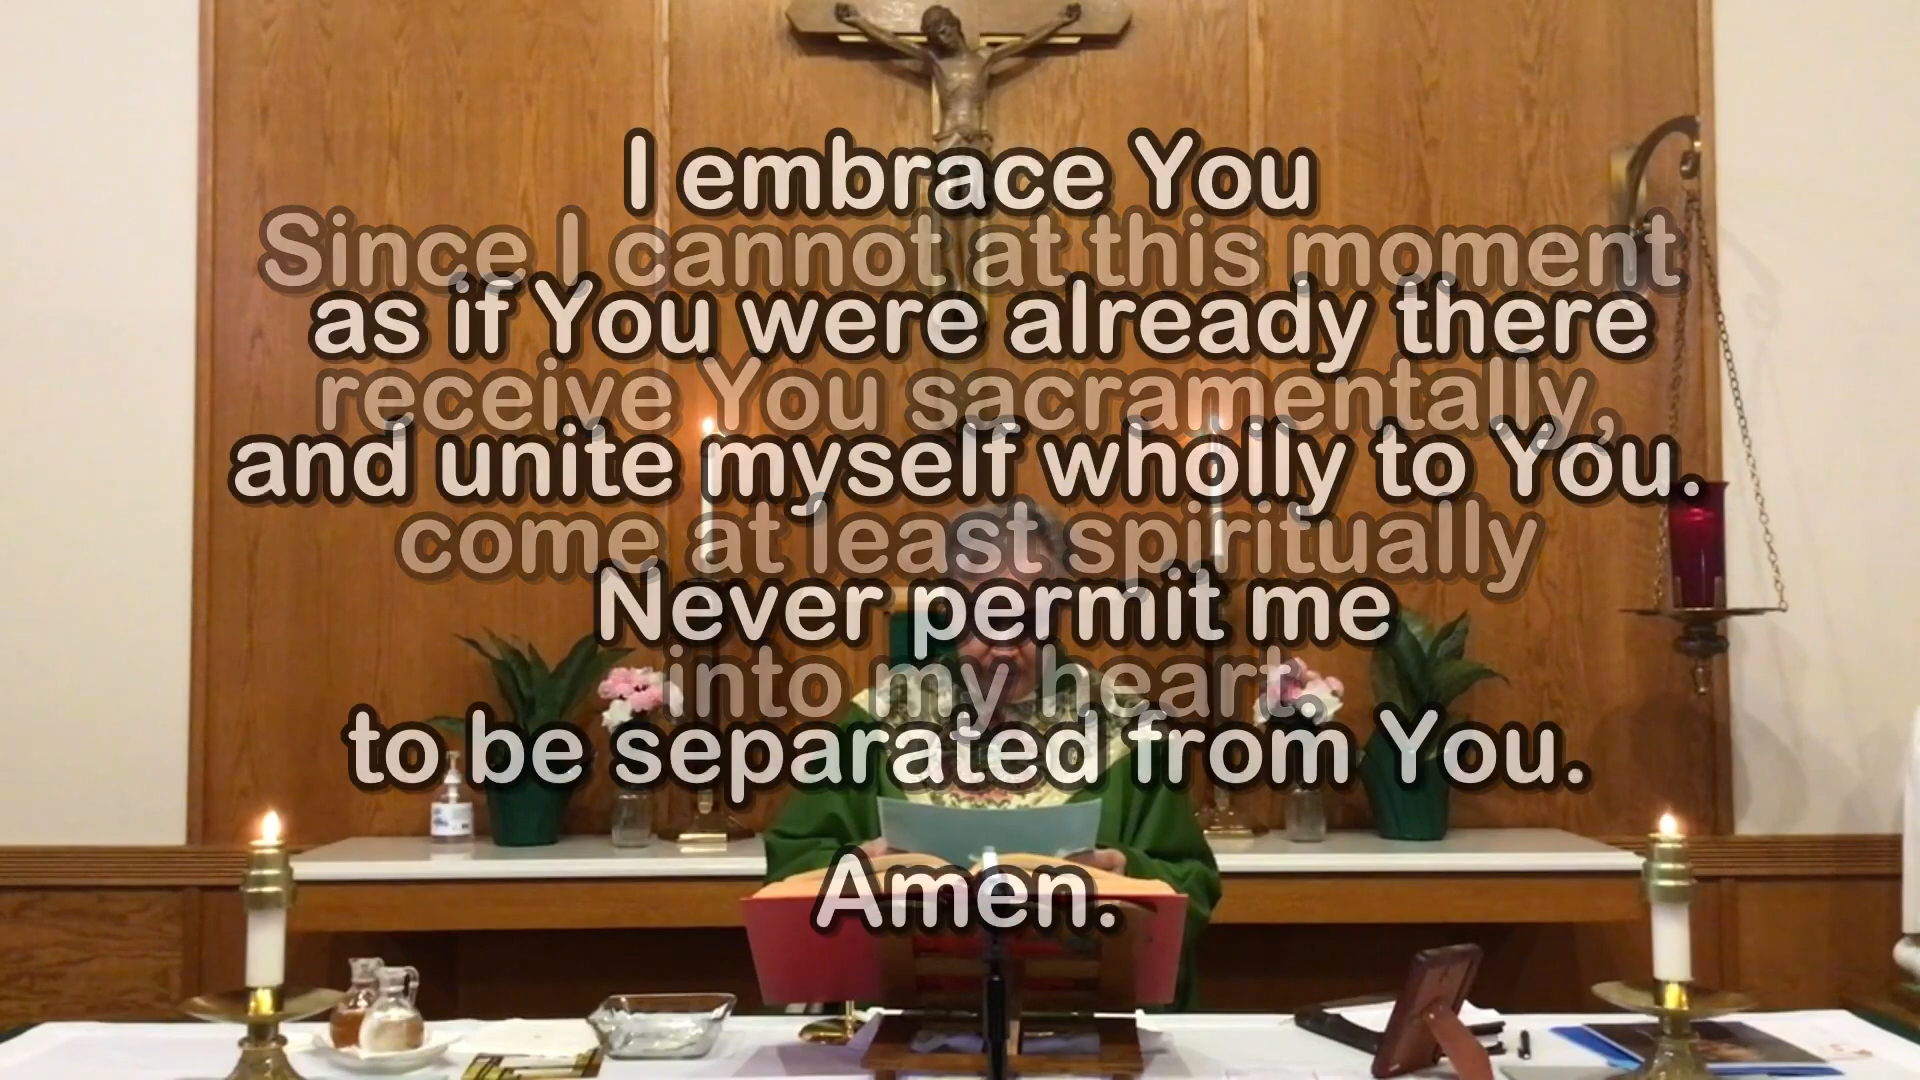 I embrace You
Since I cannot at this moment
as if You were already there
receive You sacramentally,
and unite myself wholly to You.
come at least spiritually
Never permit me
into my heart.
to be separated from You.
Amen.